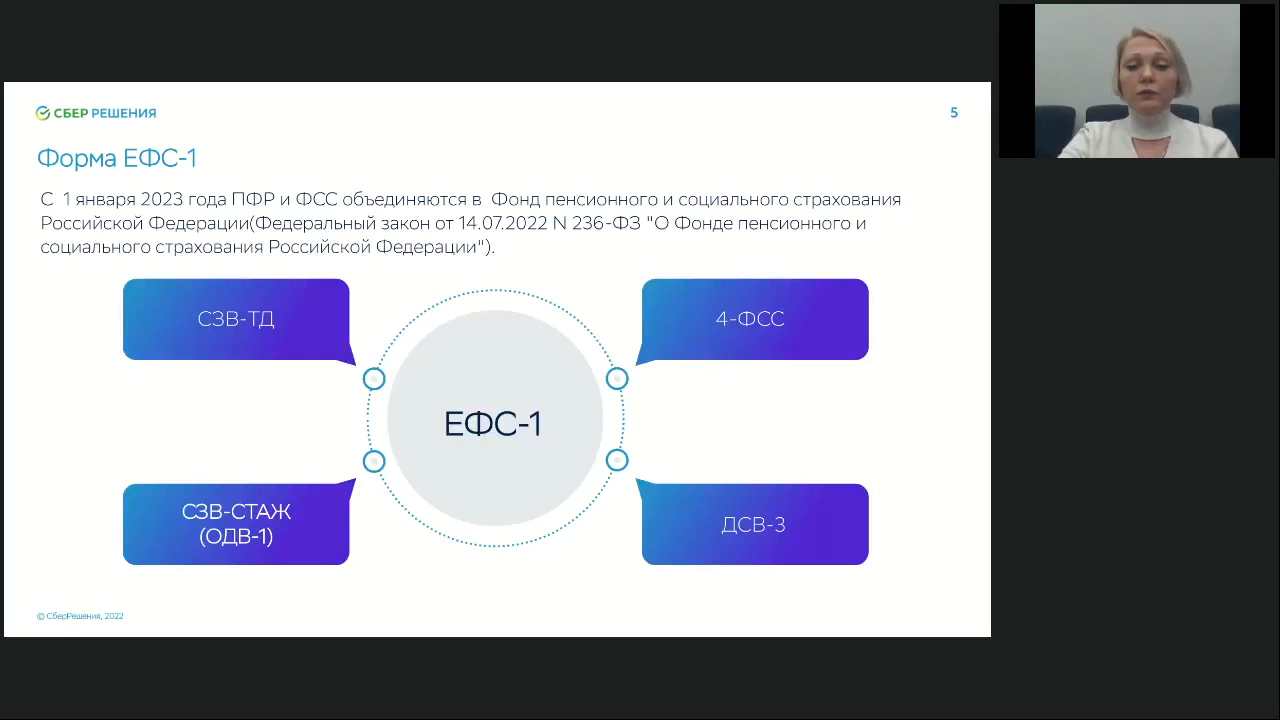 СБЕР РЕШЕНИЯ
5
Форма ЕФС-1
С 1 января 2023 года ПФР и ФСС объединяются в Фонд пенсионного и социального страхования
Российской Федерации(Федеральный закон от 14.07.2022 N 236-ФЗ "О Фонде пенсионного и
социального страхования Российской Федерации").
СЗВ-ТД
4-ФСС
ЕФС-1
СЗВ-СТАЖ
(ОДВ-1)
ДСВ-3
© СберРешения, 2022